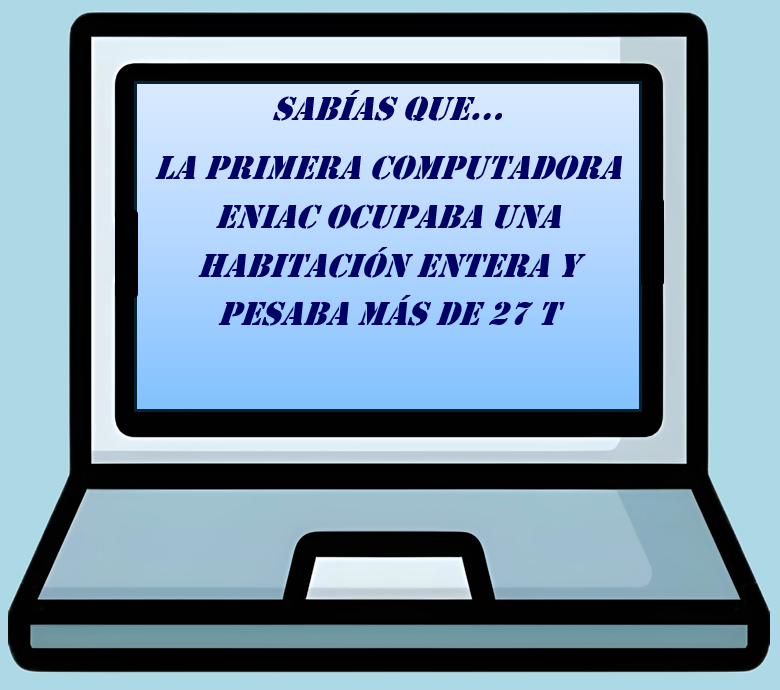 SABÍAS QUE...
LA PRIMERA COMPUTADORA
ENIAC OCUPABA UNA
HABITACIÓN ENTERA Y
PESABA MÁS DE 27 T